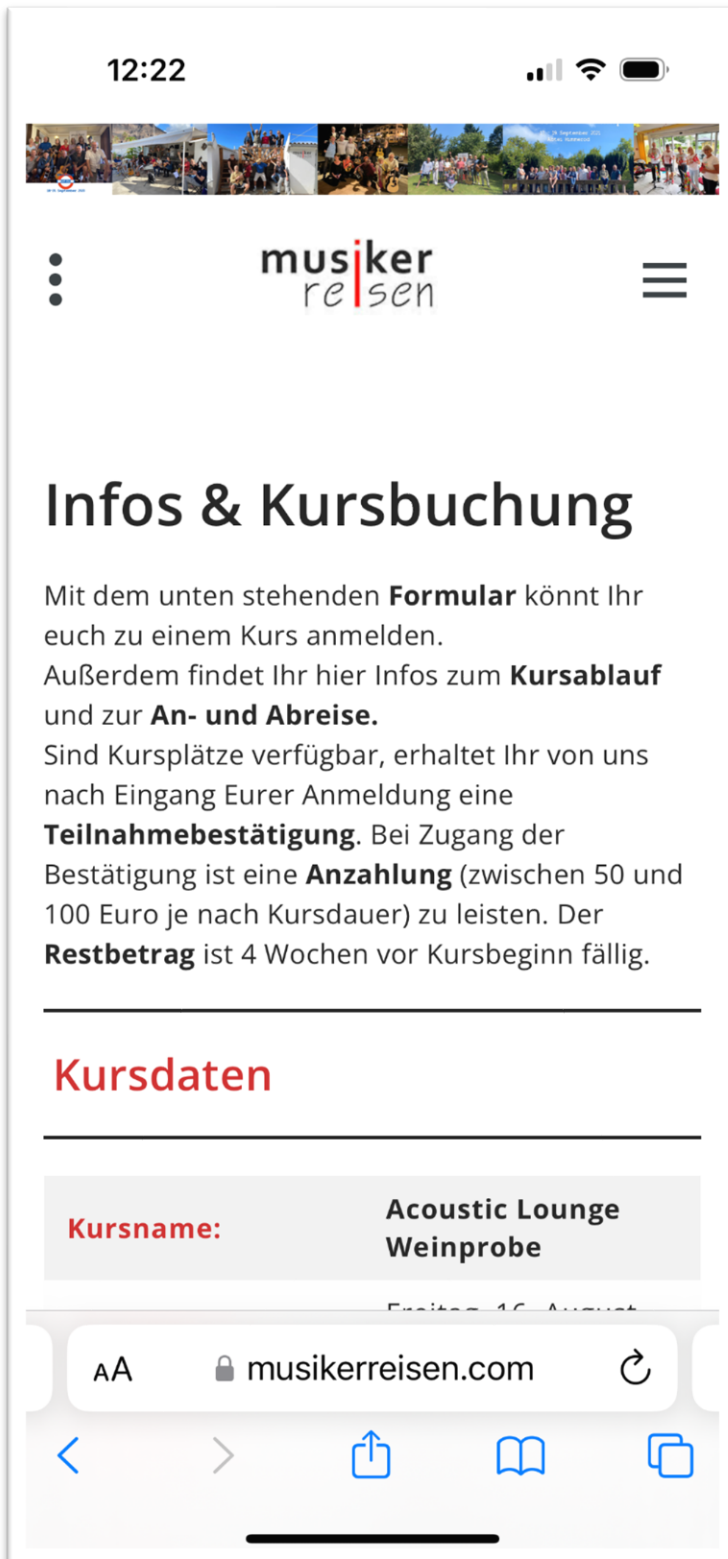 12:22
musiker
reisen
Infos & Kursbuchung
Mit dem unten stehenden Formular könnt Ihr
euch zu einem Kurs anmelden.
Außerdem findet Ihr hier Infos zum Kursablauf
und zur An- und Abreise.
Sind Kursplätze verfügbar, erhaltet Ihr von uns
nach Eingang Eurer Anmeldung eine
Teilnahmebestätigung. Bei Zugang der
Bestätigung ist eine Anzahlung (zwischen 50 und
100 Euro je nach Kursdauer) zu leisten. Der
Restbetrag ist 4 Wochen vor Kursbeginn fällig.
Kursdaten
Kursname:
Acoustic Lounge
Weinprobe
Freitag, 16. August
AA musikerreisen.com